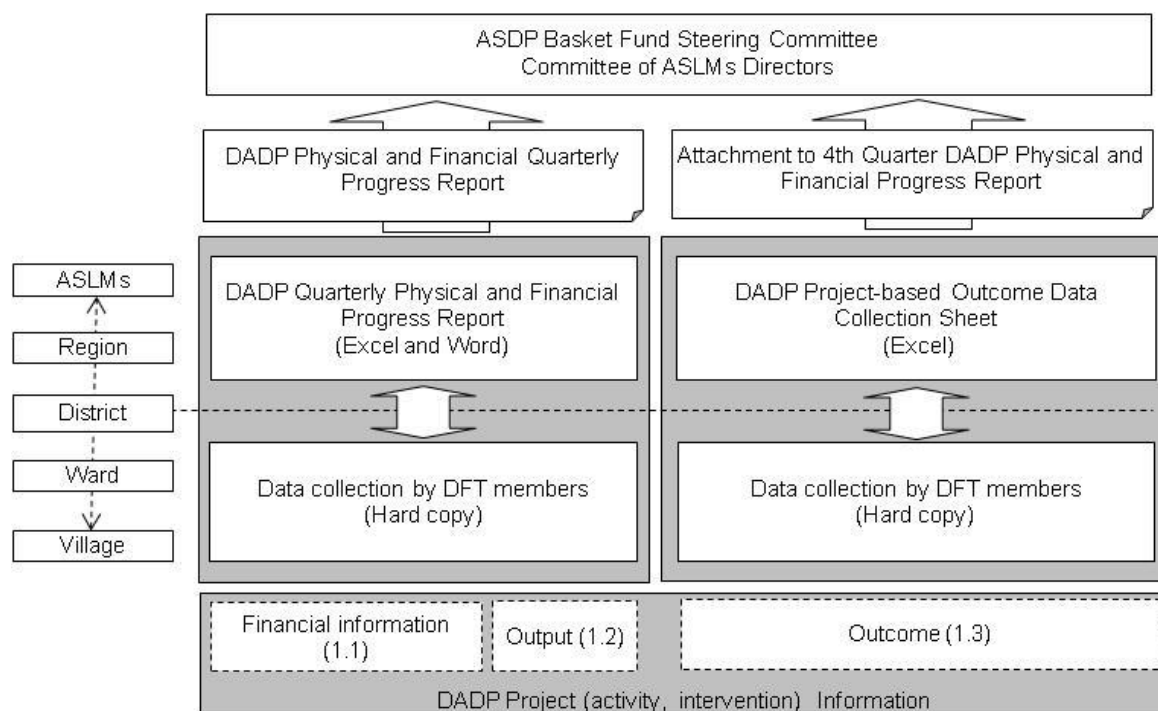 ASDP Basket Fund Steering Committee
Committee of ASLMs Directors
DADP Physical and Financial Quarterly
Progress Report
Attachment to 4th Quarter DADP Physical and
Financial Progress Report
ASLMs
Region
District
Ward
Village
DADP Quarterly Physical and Financial
Progress Report
(Excel and Word)
DADP Project-based Outcome Data
Collection Sheet
(Excel)
Data collection by DFT members
(Hard copy)
Data collection by DFT members
(Hard copy)
Financial information
(1.1)
Output (1.2)
Outcome (1.3)
DADP Project (activity, intervention) Information